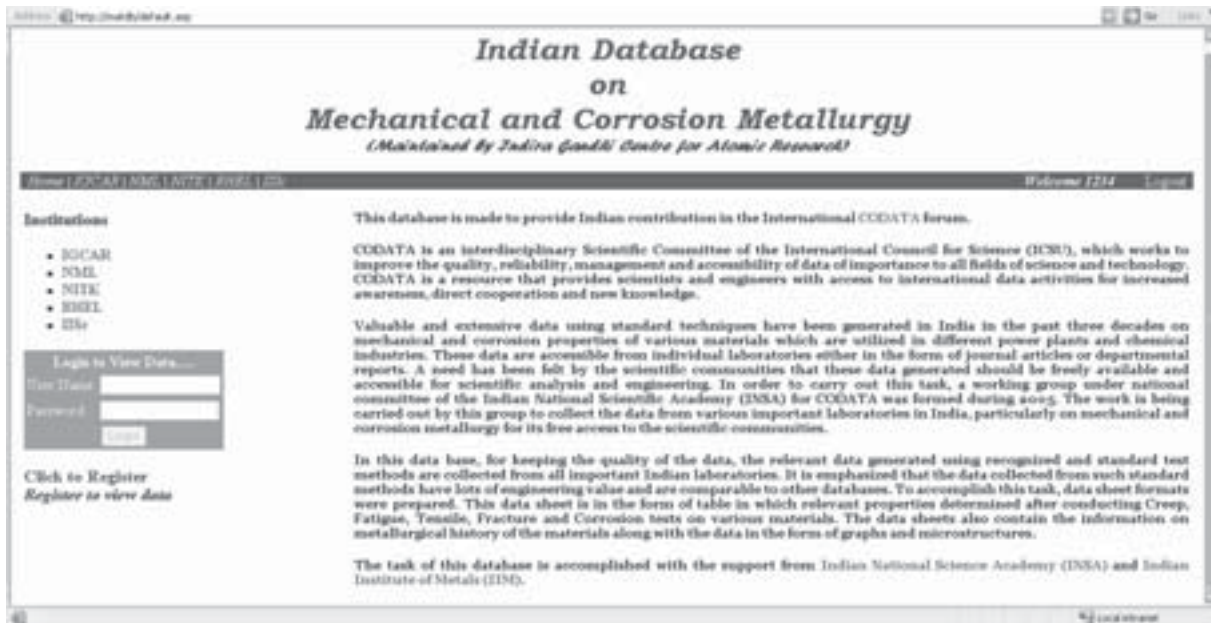 Address http://matdb/default.asp Go Links
Indian Database
on
Mechanical and Corrosion Metallurgy
(Maintained By Indira Gandhi Centre for Atomic Research)
Home | IGCAR | NML | NITK | BHEL | IISc Welcome 1234 Logout
Institutions
• IGCAR
• NML
• NITK
• BHEL
• IISc
Login to View Data.....
User Name
Password
Login
Click to Register
Register to view data
This database is made to provide Indian contribution in the International CODATA forum.
CODATA is an interdisciplinary Scientific Committee of the International Council for Science (ICSU), which works to
improve the quality, reliability, management and accessibility of data of importance to all fields of science and technology.
CODATA is a resource that provides scientists and engineers with access to international data activities for increased
awareness, direct cooperation and new knowledge.
Valuable and extensive data using standard techniques have been generated in India in the past three decades on
mechanical and corrosion properties of various materials which are utilized in different power plants and chemical
industries. These data are accessible from individual laboratories either in the form of journal articles or departmental
reports. A need has been felt by the scientific communities that these data generated should be freely available and
accessible for scientific analysis and engineering. In order to carry out this task, a working group under national
committee of the Indian National Scientific Academy (INSA) for CODATA was formed during 2005. The work is being
carried out by this group to collect the data from various important laboratories in India, particularly on mechanical and
corrosion metallurgy for its free access to the scientific communities.
In this data base, for keeping the quality of the data, the relevant data generated using recognized and standard test
methods are collected from all important Indian laboratories. It is emphasized that the data collected from such standard
methods have lots of engineering value and are comparable to other databases. To accomplish this task, data sheet formats
were prepared. This data sheet is in the form of table in which relevant properties determined after conducting Creep,
Fatigue, Tensile, Fracture and Corrosion tests on various materials. The data sheets also contain the information on
metallurgical history of the materials along with the data in the form of graphs and microstructures.
The task of this database is accomplished with the support from Indian National Science Academy (INSA) and Indian
Institute of Metals (IIM).
Local intranet